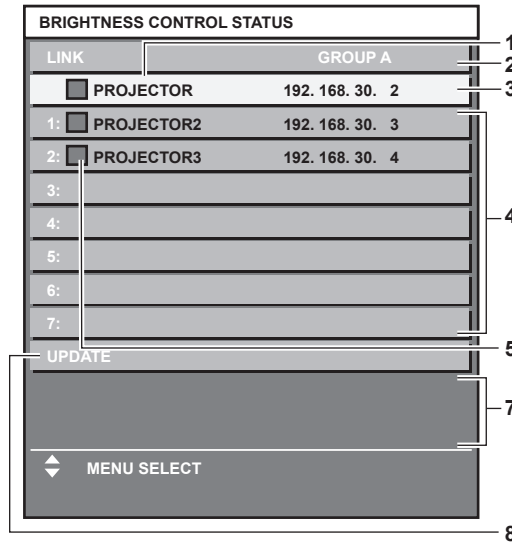 BRIGHTNESS CONTROL STATUS
1
LINK GROUP A
2
PROJECTOR 192. 168. 30. 2
3
1: PROJECTOR2 192. 168. 30. 3
2: PROJECTOR3 192. 168. 30. 4
3:
4
4:
5:
6:
7:
UPDATE
5
7
MENU SELECT
8